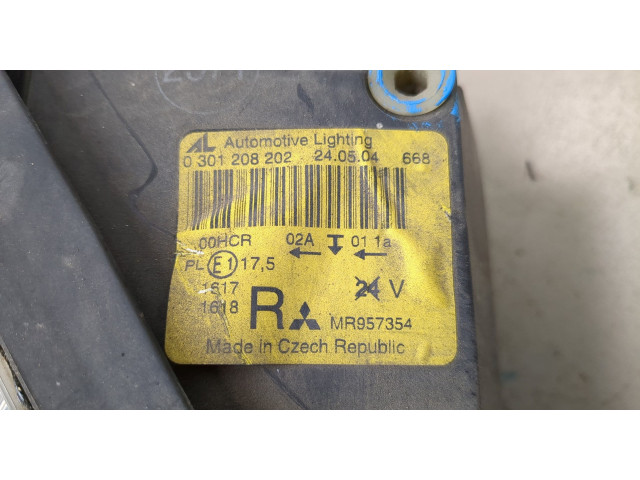 AL Automotive Lighting
0 301 208 202 24.05.04 668
00HCR 02A 01 1a
PL E1 17,5
1617
1618
R 24 V
MR957354
Made in Czech Republic